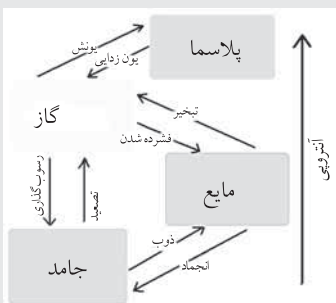 پلاسما
یونش
یون زدایی
گاز
تبخیر
فشرده شدن
مایع
رسوب گذاری
تصعید
ذوب
انجماد
جامد
آنتروپی